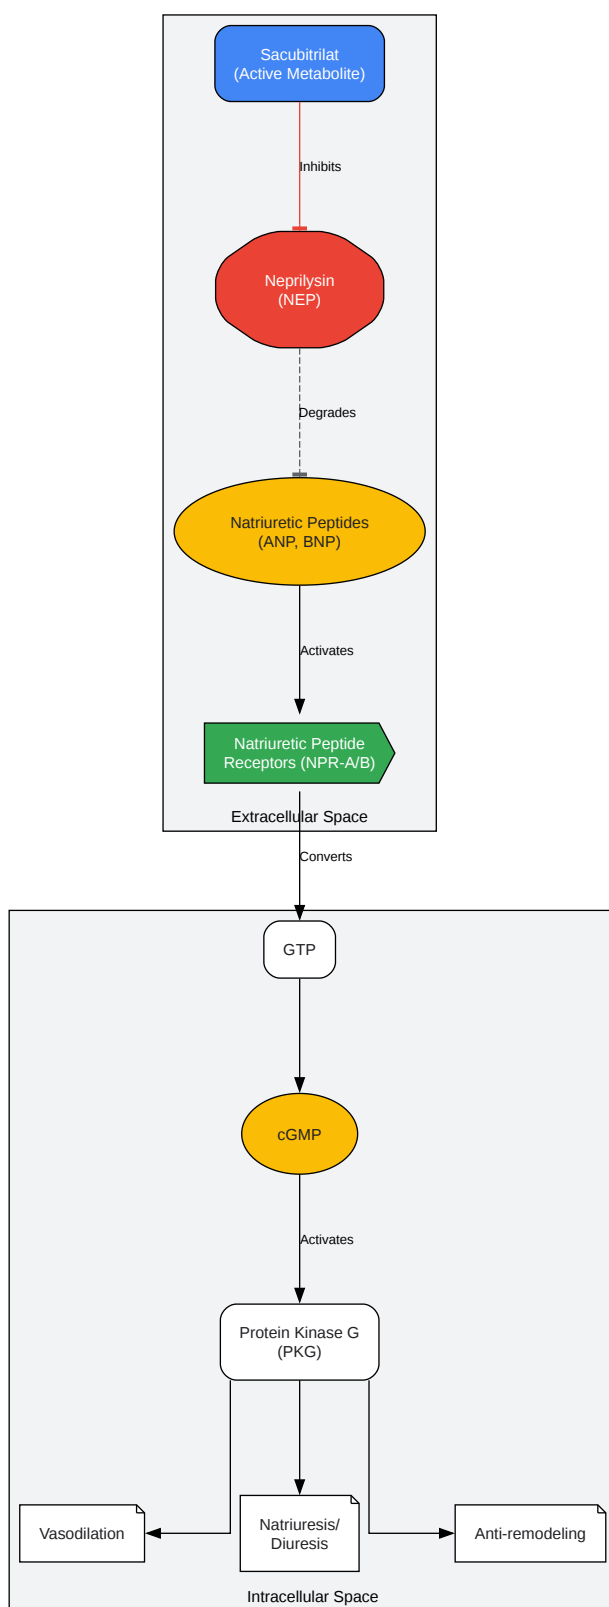 Sacubitrilat
(Active Metabolite)
Inhibits
Neprilysin
(NEP)
Degrades
Natriuretic Peptides
(ANP, BNP)
Activates
Natriuretic Peptide
Receptors (NPR-A/B)
Extracellular Space
Converts
GTP
cGMP
Activates
Protein Kinase G
(PKG)
Vasodilation
Natriuresis/
Diuresis
Anti-remodeling
Intracellular Space